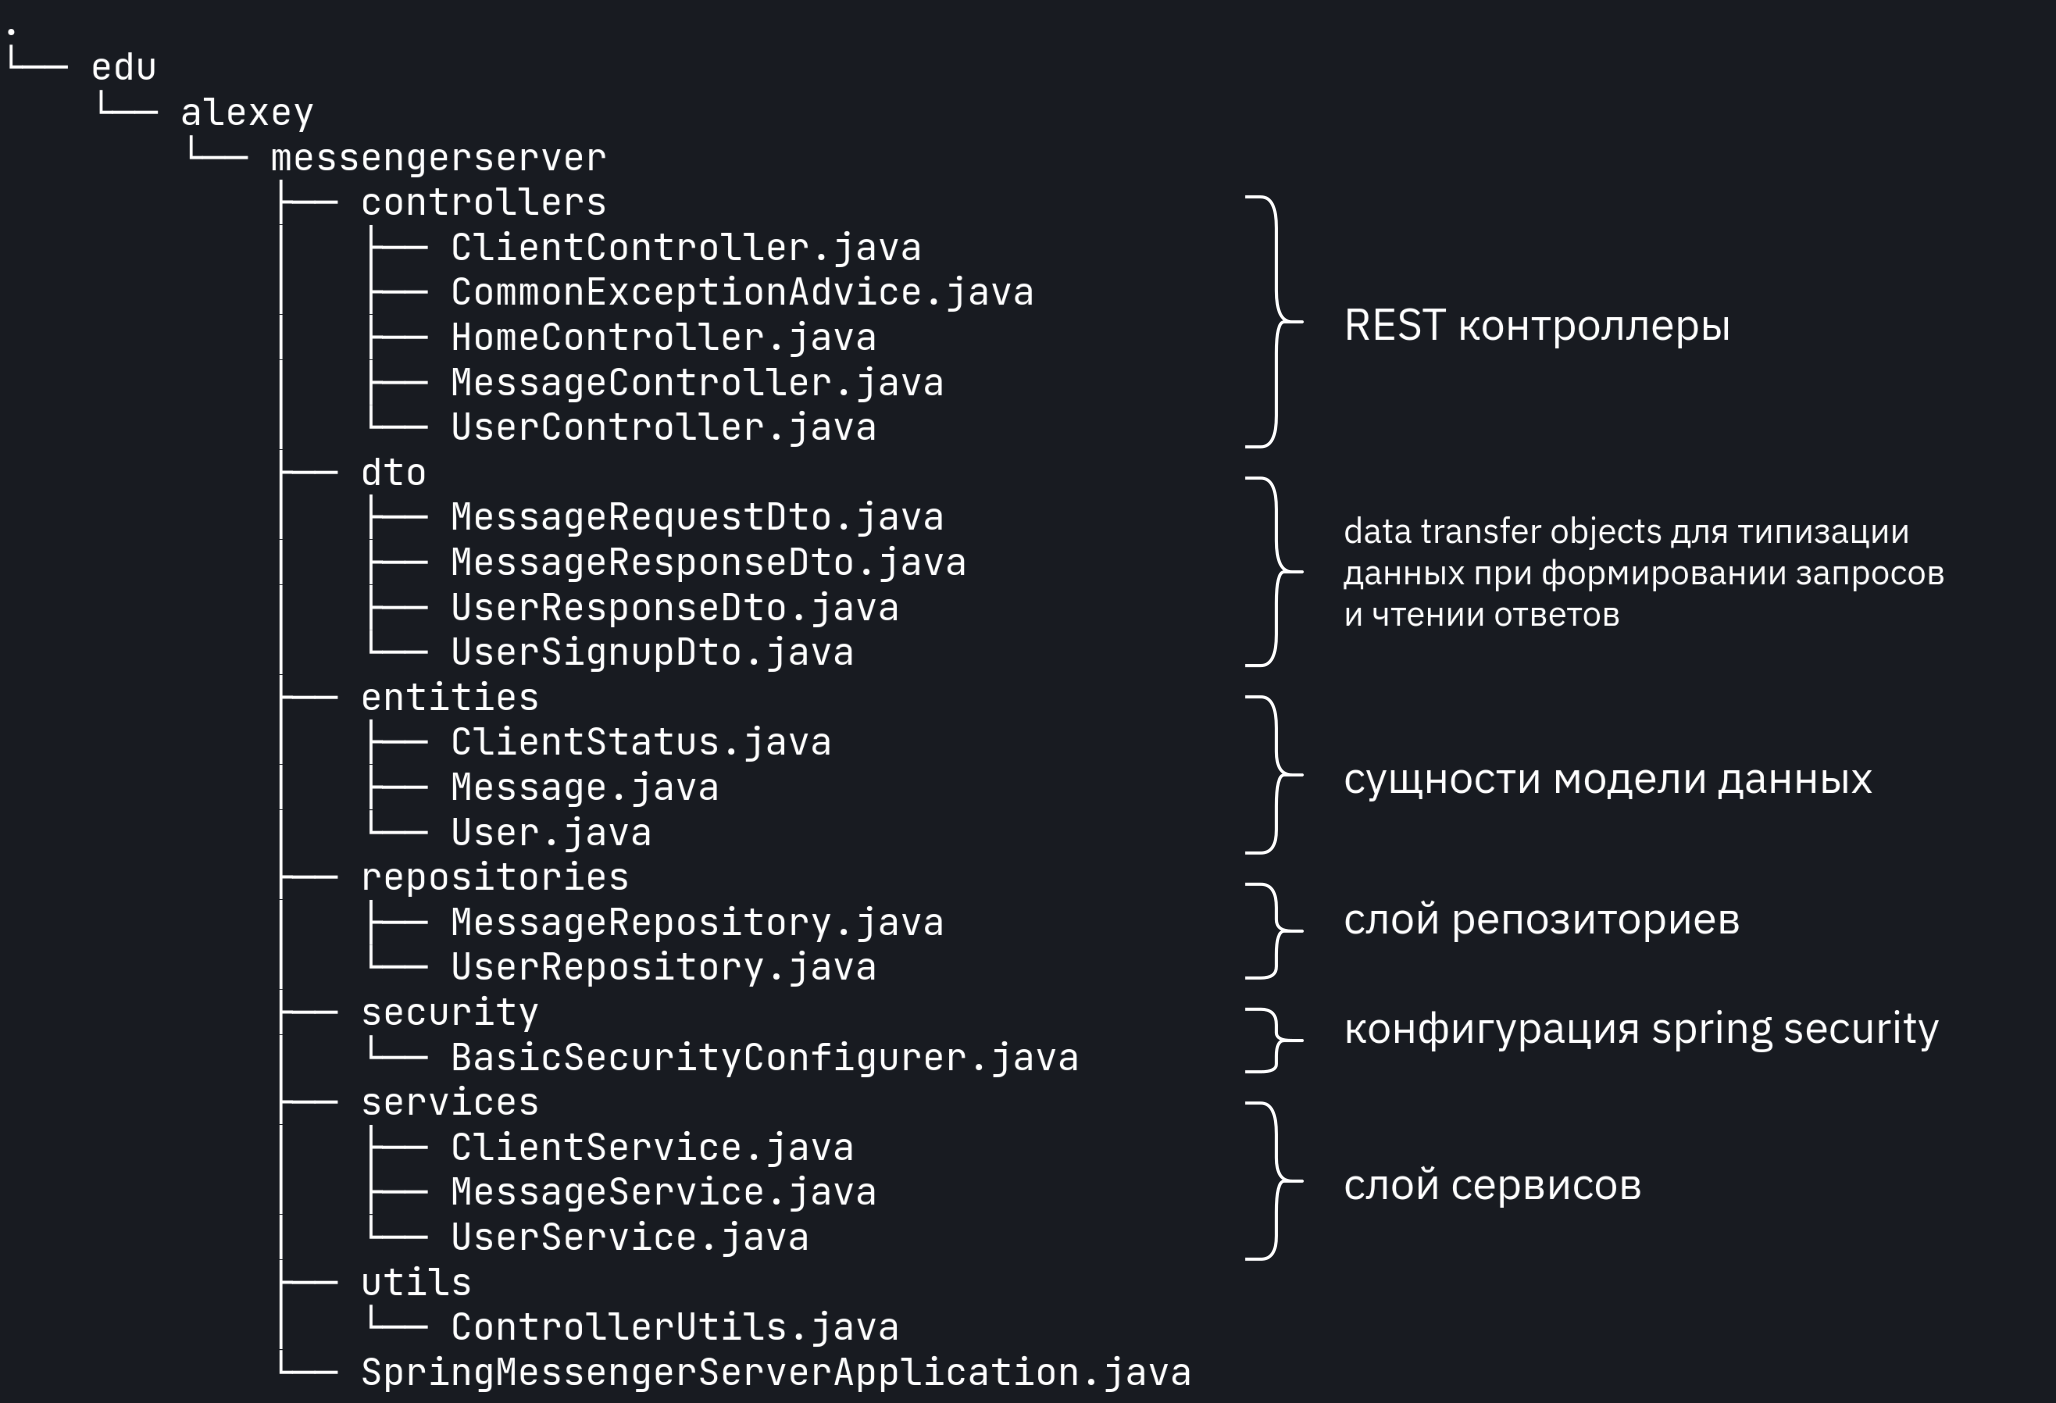 .
└── edu
    └── alexey
        └── messengerserver
            ├── controllers
            │   ├── ClientController.java
            │   ├── CommonExceptionAdvice.java
            │   ├── HomeController.java
            │   ├── MessageController.java
            │   └── UserController.java
REST контроллеры
            ├── dto
            │   ├── MessageRequestDto.java
            │   ├── MessageResponseDto.java
            │   ├── UserResponseDto.java
            │   └── UserSignupDto.java
data transfer objects для типизации
данных при формировании запросов
и чтении ответов
            ├── entities
            │   ├── ClientStatus.java
            │   ├── Message.java
            │   └── User.java
сущности модели данных
            ├── repositories
            │   ├── MessageRepository.java
            │   └── UserRepository.java
слой репозиториев
            ├── security
            │   └── BasicSecurityConfigurer.java
конфигурация spring security
            ├── services
            │   ├── ClientService.java
            │   ├── MessageService.java
            │   └── UserService.java
слой сервисов
            ├── utils
            │   └── ControllerUtils.java
            └── SpringMessengerServerApplication.java